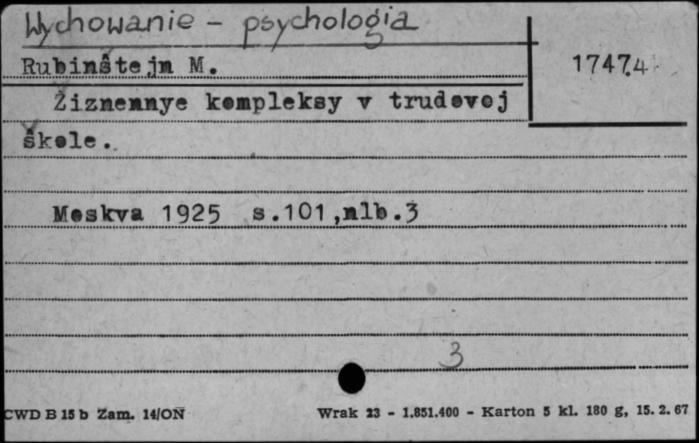 Wychowanie - psychologia
Rubinštejn M.
17474
Žiznennye kompleksy v trudovoj
škole.
Moskva 1925 s.101,nlb.3
3
CWD B 15 b Zam. 14/ON
Wrak 23 - 1.851.400 - Karton 5 kl. 180 g, 15. 2. 67